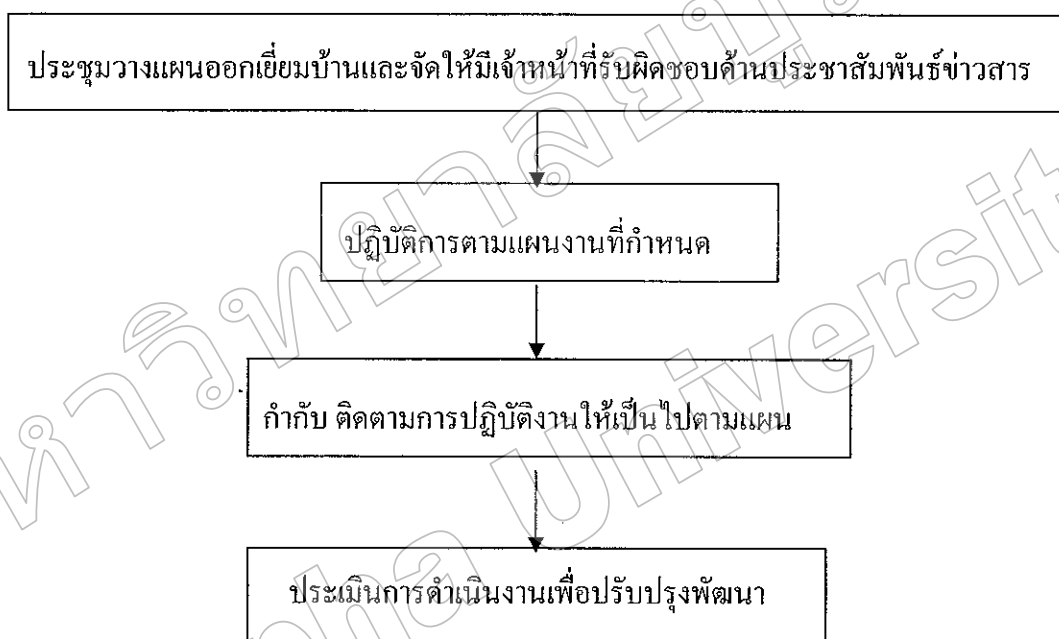 ประชุมวางแผนออกเยี่ยมบ้านและจัดให้มีเจ้าหน้าที่รับผิดชอบด้านประชาสัมพันธ์ข่าวสาร
ปฏิบัติการตามแผนงานที่กำหนด
กำกับ ติดตามการปฏิบัติงานให้เป็นไปตามแผน
ประเมินการดำเนินงานเพื่อปรับปรุงพัฒนา